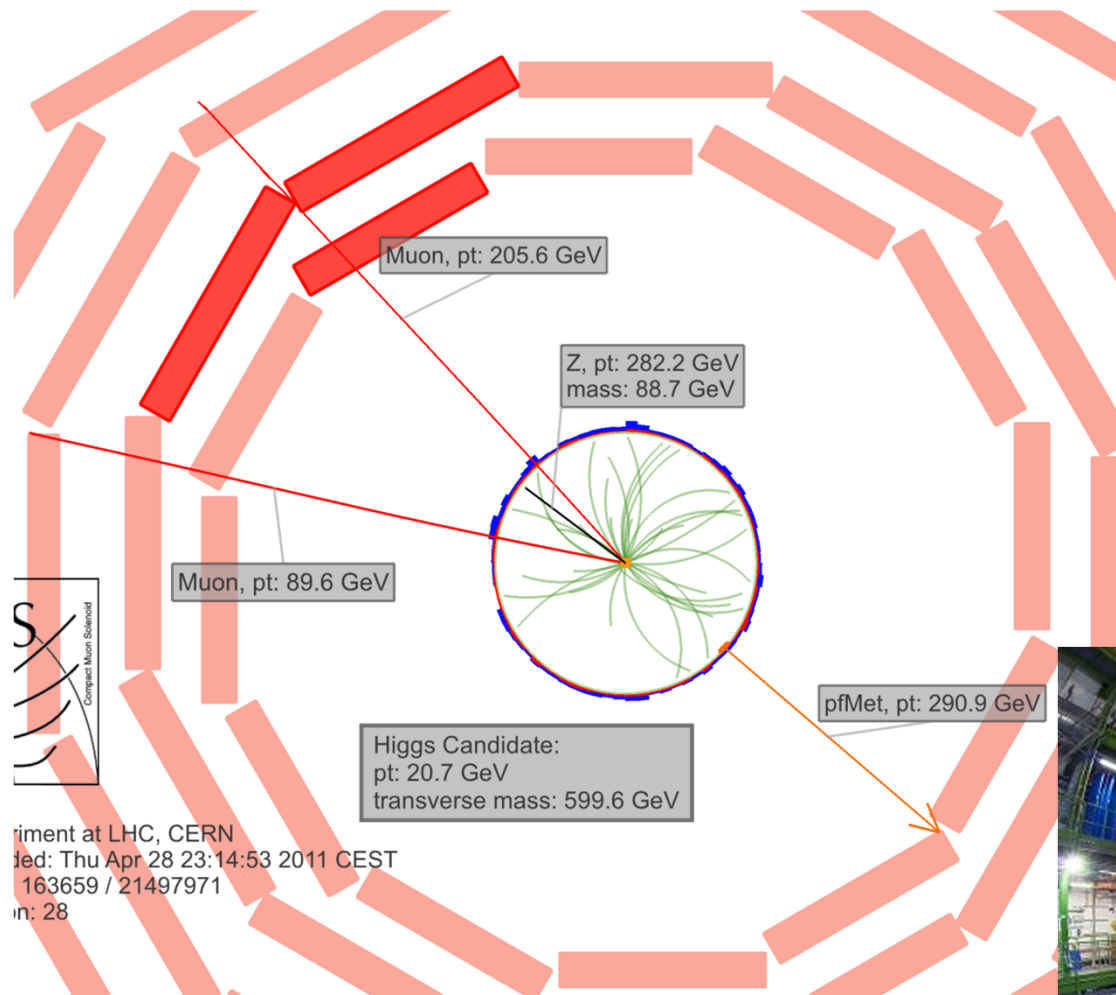 Muon, pt: 205.6 GeV
Z, pt: 282.2 GeV
mass: 88.7 GeV
Muon, pt: 89.6 GeV
S
Compact Muon Solenoid
pfMet, pt: 290.9 GeV
Higgs Candidate:
pt: 20.7 GeV
transverse mass: 599.6 GeV
riment at LHC, CERN
ded: Thu Apr 28 23:14:53 2011 CEST
163659 / 21497971
on: 28